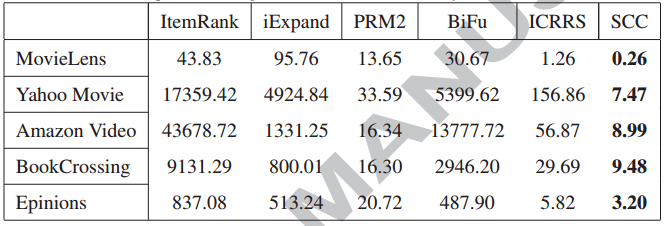 ItemRank iExpand PRM2 BiFu ICRRS SCC
MovieLens 43.83 95.76 13.65 30.67 1.26 0.26
Yahoo Movie 17359.42 4924.84 33.59 5399.62 156.86 7.47
Amazon Video 43678.72 1331.25 16.34 13777.72 56.87 8.99
BookCrossing 9131.29 800.01 16.30 2946.20 29.69 9.48
Epinions 837.08 513.24 20.72 487.90 5.82 3.20
MANUS